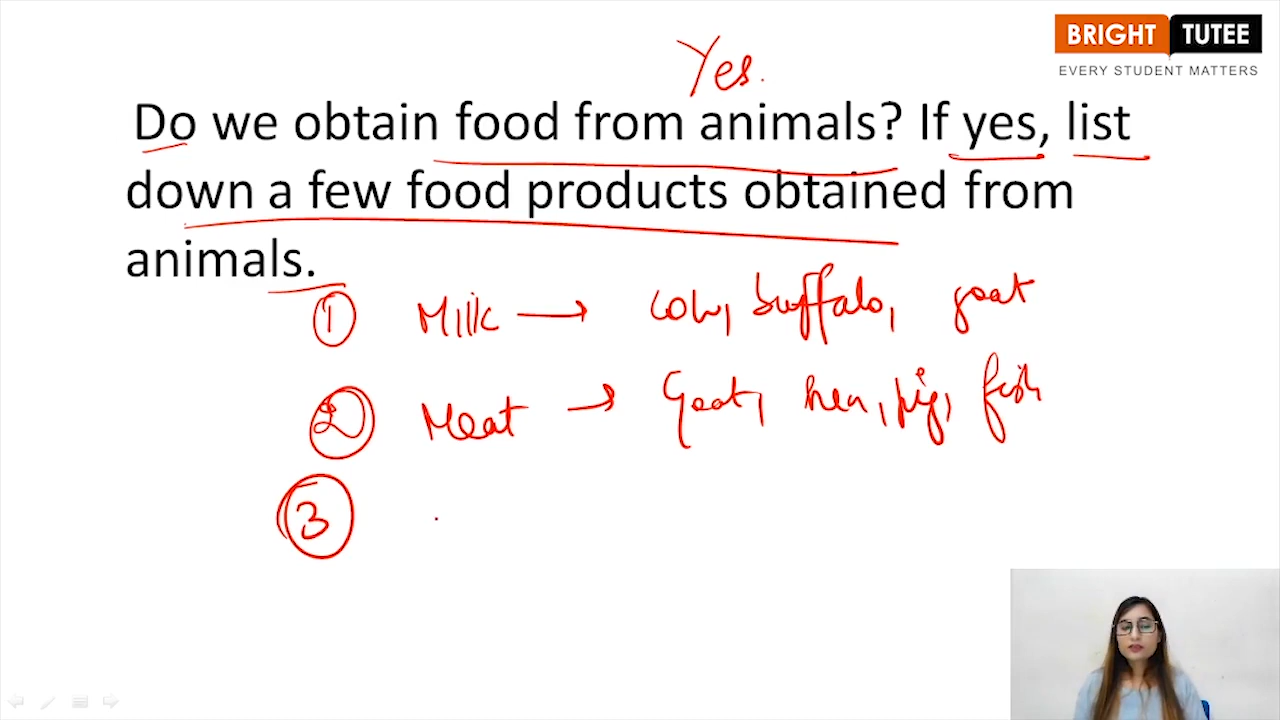 BRIGHT TUTEE
EVERY STUDENT MATTERS
Yes.
Do we obtain food from animals? If yes, list
down a few food products obtained from
animals.
① Milk → cow, buffalo, goat
② Meat → Goat, hen, pig, fish
③